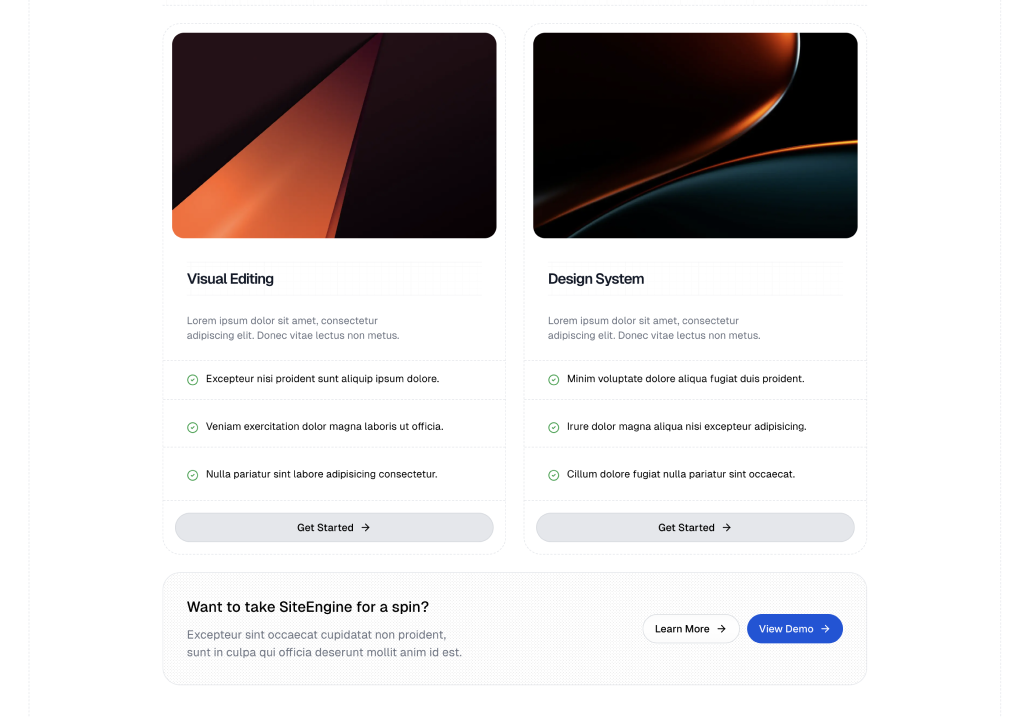 Visual Editing
Lorem ipsum dolor sit amet, consectetur
adipiscing elit. Donec vitae lectus non metus.
Excepteur nisi proident sunt aliquip ipsum dolore.
Veniam exercitation dolor magna laboris ut officia.
Nulla pariatur sint labore adipisicing consectetur.
Get Started
Design System
Lorem ipsum dolor sit amet, consectetur
adipiscing elit. Donec vitae lectus non metus.
Minim voluptate dolore aliqua fugiat duis proident.
Irure dolor magna aliqua nisi excepteur adipisicing.
Cillum dolore fugiat nulla pariatur sint occaecat.
Get Started
Want to take SiteEngine for a spin?
Excepteur sint occaecat cupidatat non proident,
sunt in culpa qui officia deserunt mollit anim id est.
Learn More
View Demo